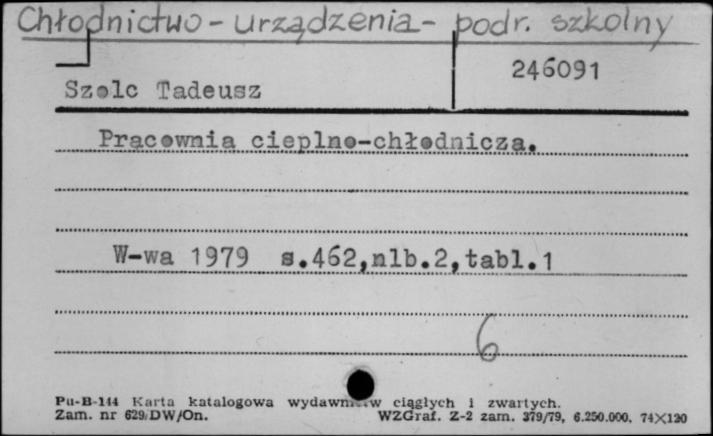 Chłodnictwo - urządzenia - podr. szkolny
246091
Szolc Tadeusz
Pracownia cieplno-chłodnicza.
W-wa 1979 s.462,nlb.2,tabl.1
6
Pu-B-144 Karta katalogowa ciągłych i zwartych.
Zam. nr 629/DW/On. WZGraf. Z-2 zam. 379/79, 6.250.000, 74X120